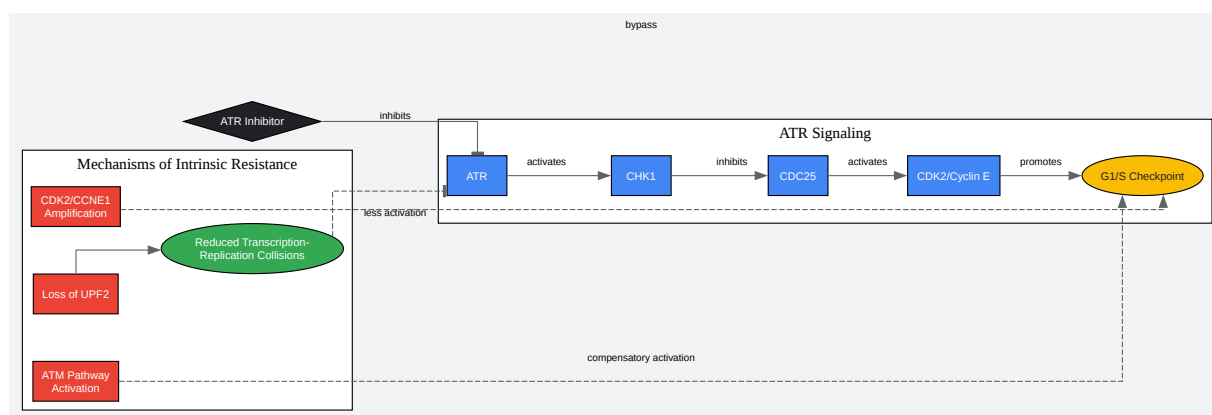 bypass
ATR Inhibitor
inhibits
ATR Signaling
Mechanisms of Intrinsic Resistance
ATR
activates
CHK1
inhibits
CDC25
activates
CDK2/Cyclin E
promotes
G1/S Checkpoint
CDK2/CCNE1
Amplification
less activation
Reduced Transcription-
Replication Collisions
Loss of UPF2
compensatory activation
ATM Pathway
Activation